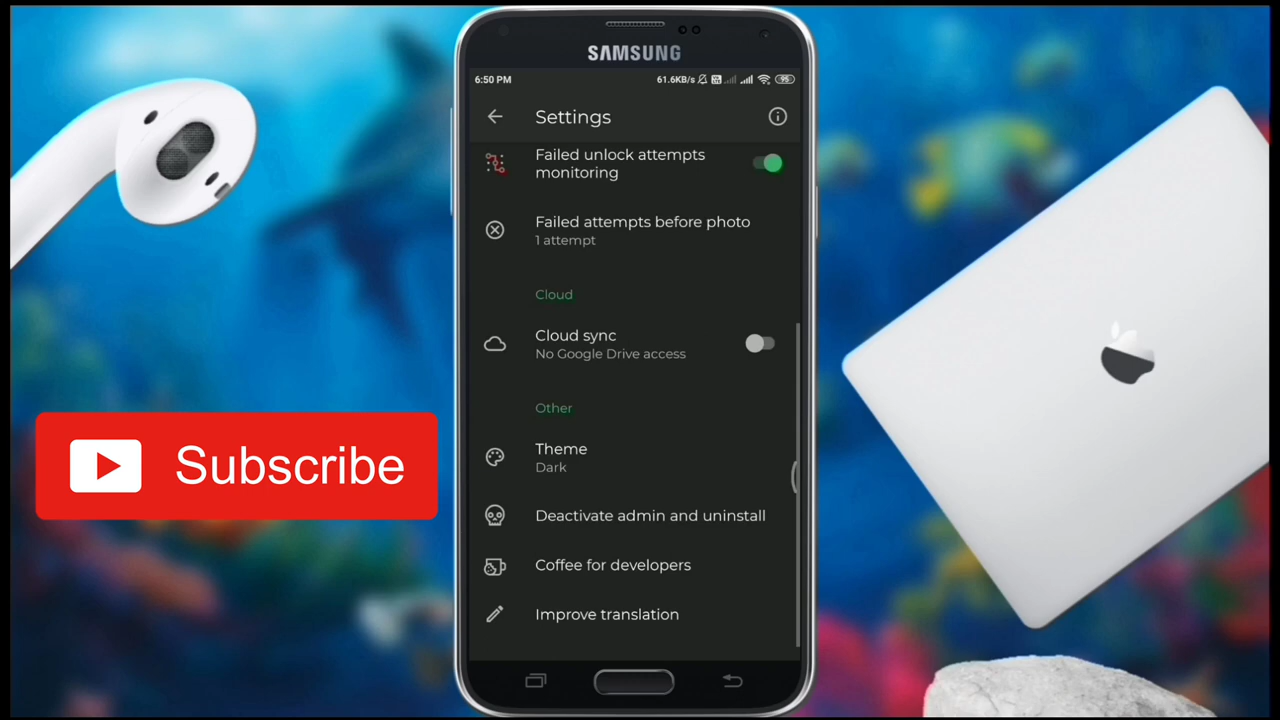 SAMSUNG
6:50 PM
61.6KB/s
95
Settings
Failed unlock attempts
monitoring
Failed attempts before photo
1 attempt
Cloud
Cloud sync
No Google Drive access
Other
Theme
Dark
Deactivate admin and uninstall
Coffee for developers
Improve translation
Subscribe